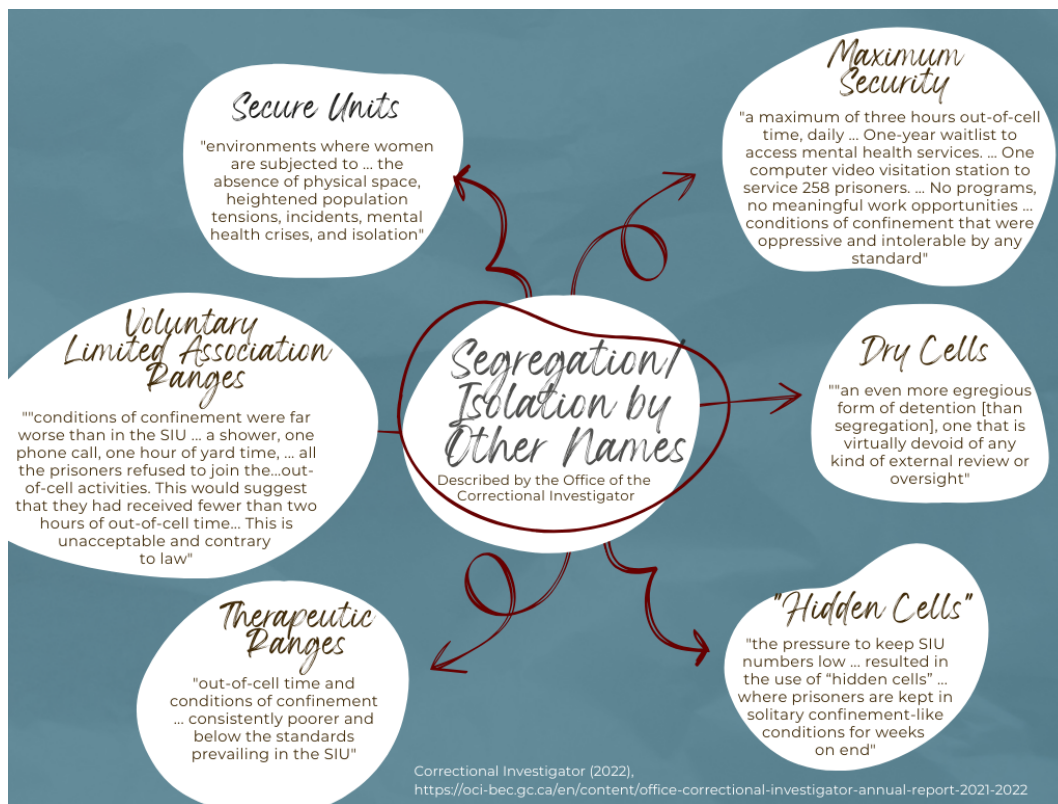 Secure Units
"environments where women
are subjected to ... the
absence of physical space,
heightened population
tensions, incidents, mental
health crises, and isolation"
Maximum
Security
"a maximum of three hours out-of-cell
time, daily ... One-year waitlist to
access mental health services. ... One
computer video visitation station to
service 258 prisoners. ... No programs,
no meaningful work opportunities ...
conditions of confinement that were
oppressive and intolerable by any
standard"
Voluntary
Limited Association
Ranges
""conditions of confinement were far
worse than in the SIU ... a shower, one
phone call, one hour of yard time, ... all
the prisoners refused to join the...out-
of-cell activities. This would suggest
that they had received fewer than two
hours of out-of-cell time... This is
unacceptable and contrary
to law"
Segregation/
Isolation by
Other Names
Described by the Office of the
Correctional Investigator
Dry Cells
""an even more egregious
form of detention [than
segregation], one that is
virtually devoid of any
kind of external review or
oversight"
Therapeutic
Ranges
"out-of-cell time and
conditions of confinement
... consistently poorer and
below the standards
prevailing in the SIU"
"Hidden Cells"
"the pressure to keep SIU
numbers low ... resulted in
the use of “hidden cells” ...
where prisoners are kept in
solitary confinement-like
conditions for weeks
on end"
Correctional Investigator (2022),
https://oci-bec.gc.ca/en/content/office-correctional-investigator-annual-report-2021-2022